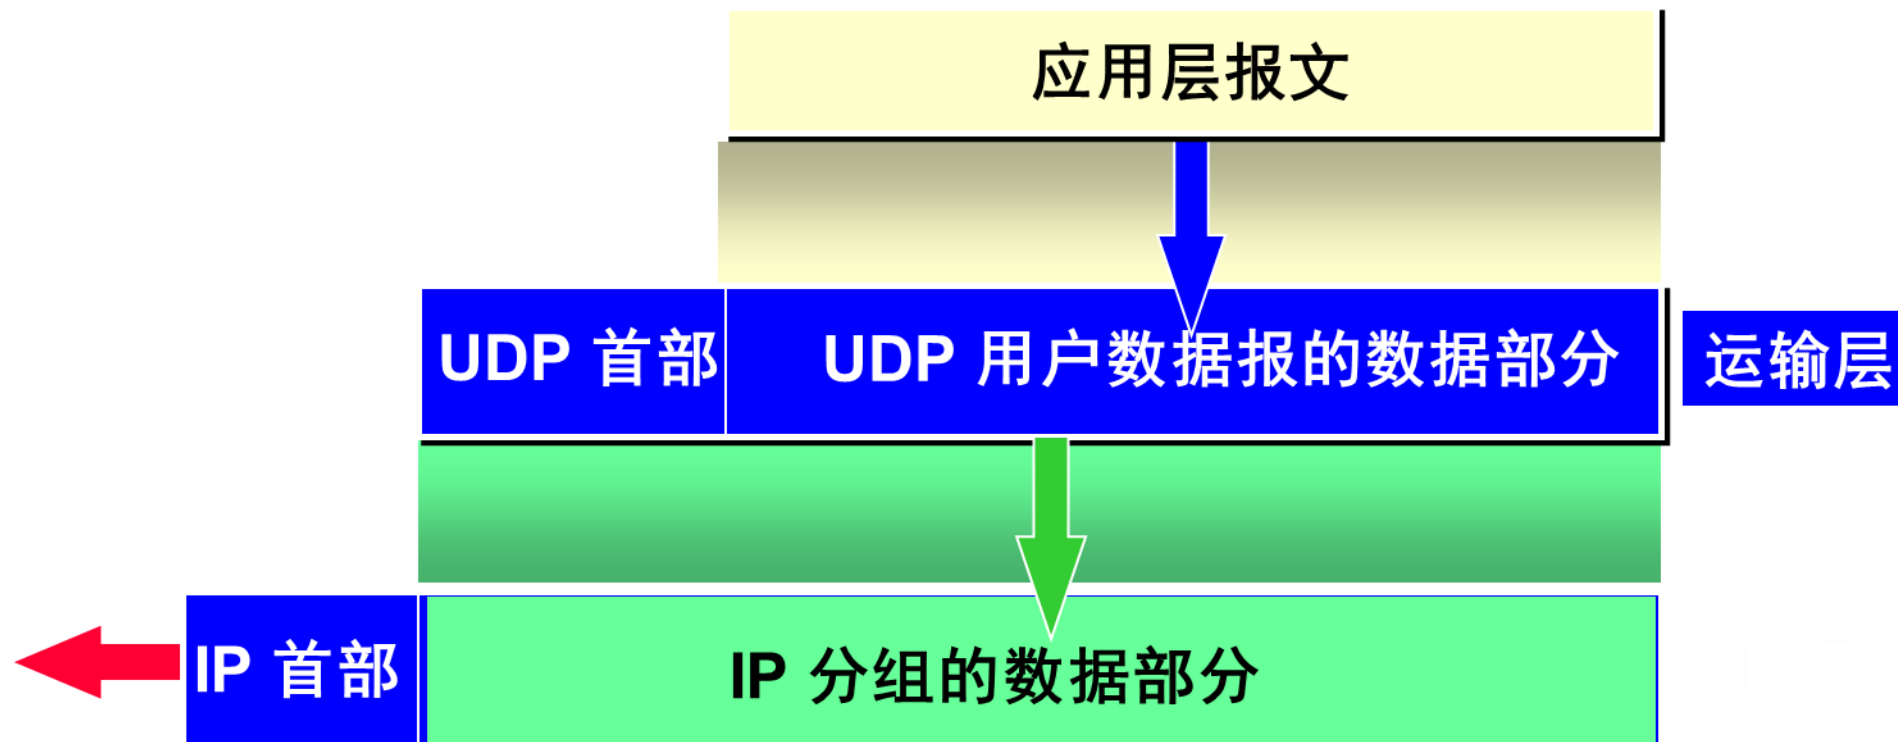 应用层报文
UDP 首部
UDP 用户数据报的数据部分
运输层
IP 首部
IP 分组的数据部分